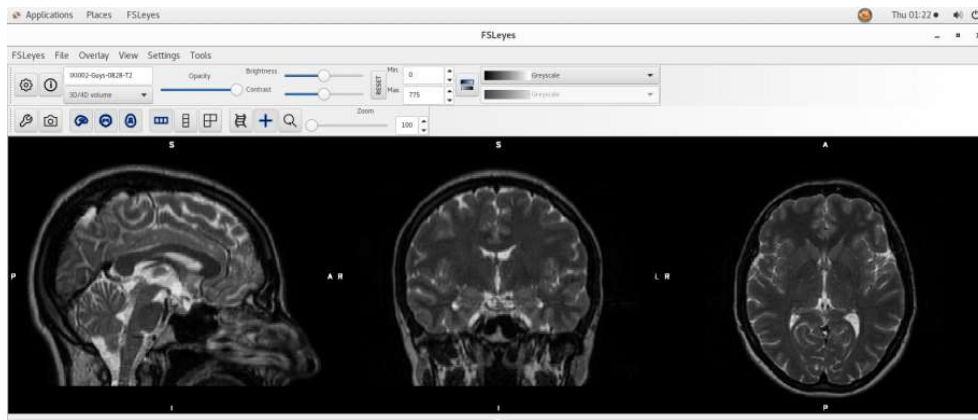 Applications Places FSLeyes Thu 01:22
FSLeyes
FSLeyes File Overlay View Settings Tools
00002-Guys-0828-T2 Opacity Brightness RESET Min 0 Greyscale
3D/4D volume Contrast Max 775 Greyscale
Zoom 100
S S A
P A R L R
I I P